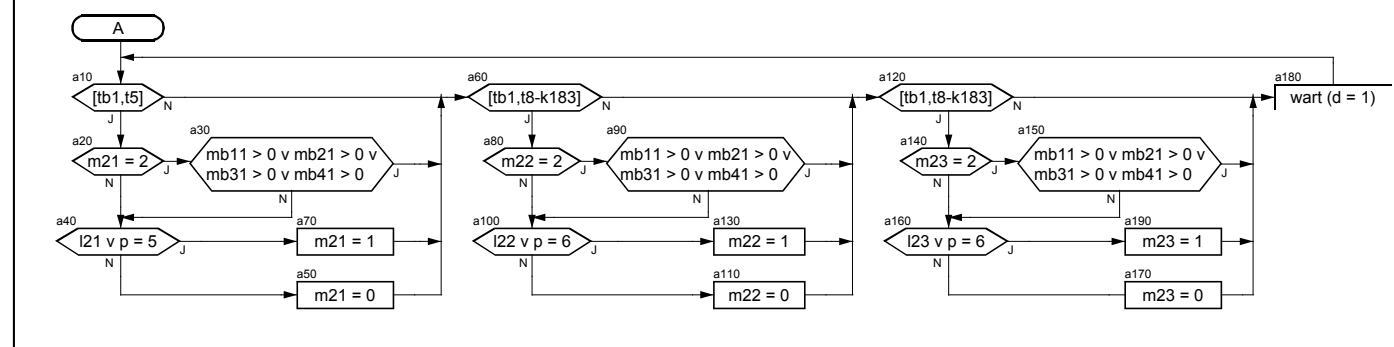 A
a10
[tb1,t5]
N
J
a20
m21 = 2
J
N
a30
mb11 > 0 v mb21 > 0 v
mb31 > 0 v mb41 > 0
J
N
a40
l21 v p = 5
J
N
a70
m21 = 1
a50
m21 = 0
a60
[tb1,t8-k183]
N
J
a80
m22 = 2
J
N
a90
mb11 > 0 v mb21 > 0 v
mb31 > 0 v mb41 > 0
J
N
a100
l22 v p = 6
J
N
a130
m22 = 1
a110
m22 = 0
a120
[tb1,t8-k183]
N
J
a140
m23 = 2
J
N
a150
mb11 > 0 v mb21 > 0 v
mb31 > 0 v mb41 > 0
J
N
a160
l23 v p = 6
J
N
a190
m23 = 1
a170
m23 = 0
a180
wart (d = 1)